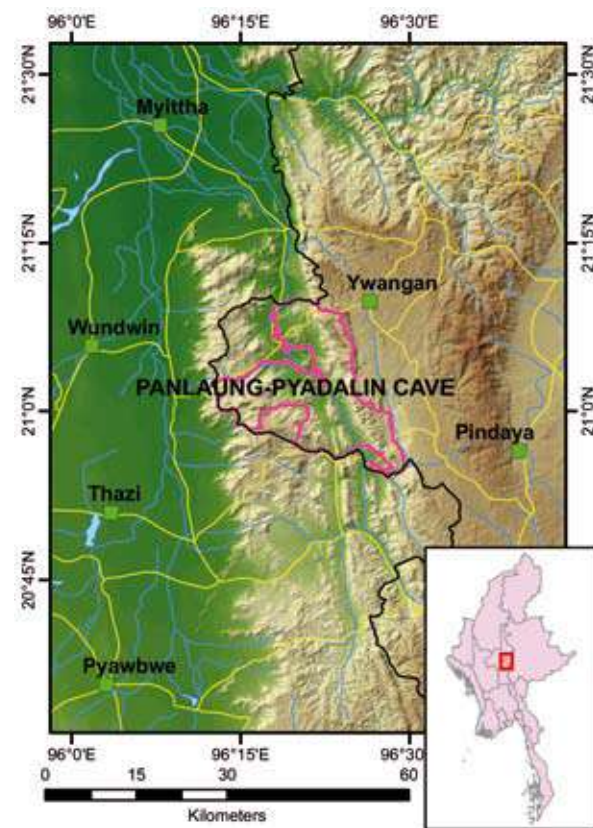 96°0'E 96°15'E 96°30'E
21°30'N 21°30'N
Myittha
21°15'N 21°15'N
Ywangan
Wundwin
PANLAUNG-PYADALIN CAVE
21°0'N 21°0'N
Pindaya
Thazi
20°45'N
Pyawbwe
96°0'E 96°15'E 96°30'E
0 7.5 15 30 60
Kilometers